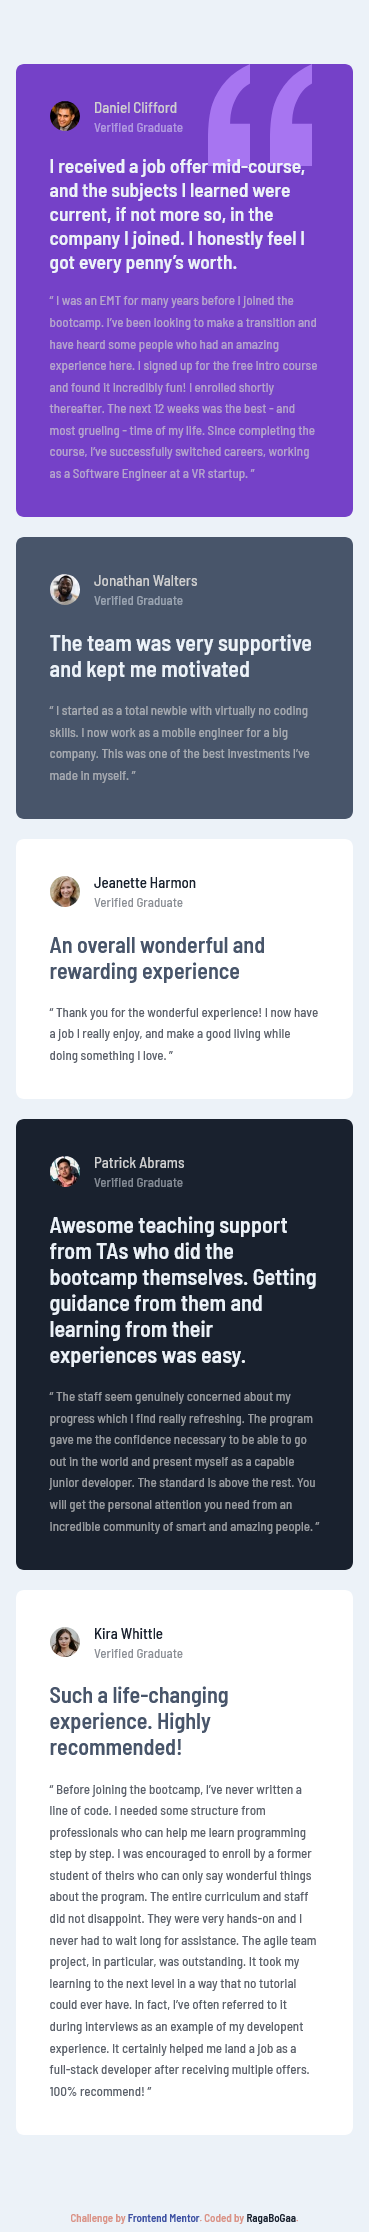 Daniel Clifford
Verified Graduate
I received a job offer mid-course,
and the subjects I learned were
current, if not more so, in the
company I joined. I honestly feel I
got every penny’s worth.
“ I was an EMT for many years before I joined the
bootcamp. I’ve been looking to make a transition and
have heard some people who had an amazing
experience here. I signed up for the free intro course
and found it incredibly fun! I enrolled shortly
thereafter. The next 12 weeks was the best - and
most grueling - time of my life. Since completing the
course, I’ve successfully switched careers, working
as a Software Engineer at a VR startup. ”
Jonathan Walters
Verified Graduate
The team was very supportive
and kept me motivated
“ I started as a total newbie with virtually no coding
skills. I now work as a mobile engineer for a big
company. This was one of the best investments I’ve
made in myself. ”
Jeanette Harmon
Verified Graduate
An overall wonderful and
rewarding experience
“ Thank you for the wonderful experience! I now have
a job I really enjoy, and make a good living while
doing something I love. ”
Patrick Abrams
Verified Graduate
Awesome teaching support
from TAs who did the
bootcamp themselves. Getting
guidance from them and
learning from their
experiences was easy.
“ The staff seem genuinely concerned about my
progress which I find really refreshing. The program
gave me the confidence necessary to be able to go
out in the world and present myself as a capable
junior developer. The standard is above the rest. You
will get the personal attention you need from an
incredible community of smart and amazing people. ”
Kira Whittle
Verified Graduate
Such a life-changing
experience. Highly
recommended!
“ Before joining the bootcamp, I’ve never written a
line of code. I needed some structure from
professionals who can help me learn programming
step by step. I was encouraged to enroll by a former
student of theirs who can only say wonderful things
about the program. The entire curriculum and staff
did not disappoint. They were very hands-on and I
never had to wait long for assistance. The agile team
project, in particular, was outstanding. It took my
learning to the next level in a way that no tutorial
could ever have. In fact, I’ve often referred to it
during interviews as an example of my developent
experience. It certainly helped me land a job as a
full-stack developer after receiving multiple offers.
100% recommend! ”
Challenge by Frontend Mentor. Coded by RagaBoGaa.